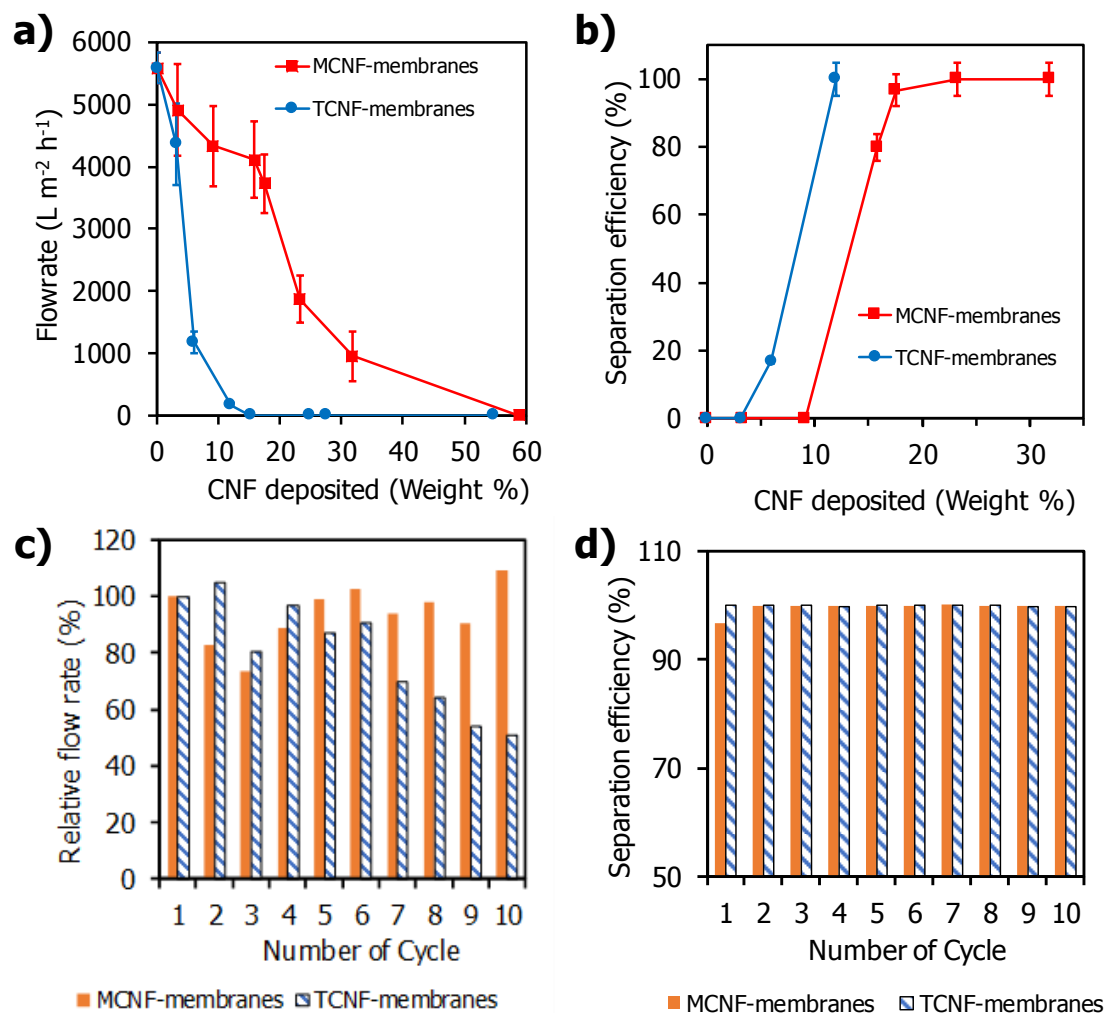 a)
6000
5000
4000
3000
2000
1000
0
Flowrate (L m⁻² h⁻¹)
MCNF-membranes
TCNF-membranes
0 10 20 30 40 50 60
CNF deposited (Weight %)
b)
100
80
60
40
20
0
Separation efficiency (%)
MCNF-membranes
TCNF-membranes
0 10 20 30
CNF deposited (Weight %)
c)
120
100
80
60
40
20
0
Relative flow rate (%)
1 2 3 4 5 6 7 8 9 10
Number of Cycle
MCNF-membranes TCNF-membranes
d)
110
90
70
50
Separation efficiency (%)
1 2 3 4 5 6 7 8 9 10
Number of Cycle
MCNF-membranes TCNF-membranes